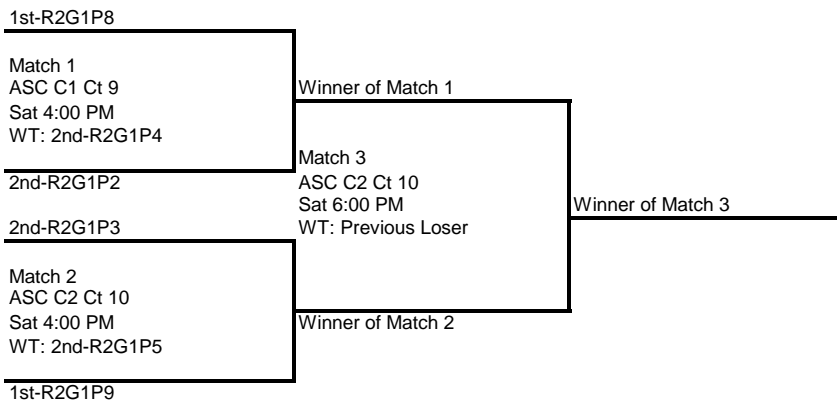 1st-R2G1P8
Match 1
ASC C1 Ct 9
Sat 4:00 PM
WT: 2nd-R2G1P4
2nd-R2G1P2
2nd-R2G1P3
Match 2
ASC C2 Ct 10
Sat 4:00 PM
WT: 2nd-R2G1P5
1st-R2G1P9
Winner of Match 1
Match 3
ASC C2 Ct 10
Sat 6:00 PM
WT: Previous Loser
Winner of Match 2
Winner of Match 3